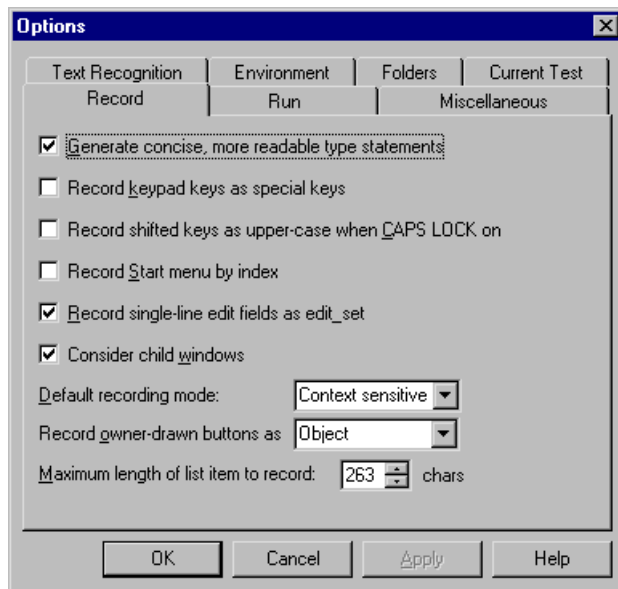 Options
Text Recognition Environment Folders Current Test
Record Run Miscellaneous
Generate concise, more readable type statements
Record keypad keys as special keys
Record shifted keys as upper-case when CAPS LOCK on
Record Start menu by index
Record single-line edit fields as edit_set
Consider child windows
Default recording mode: Context sensitive
Record owner-drawn buttons as Object
Maximum length of list item to record: 263 chars
OK Cancel Apply Help